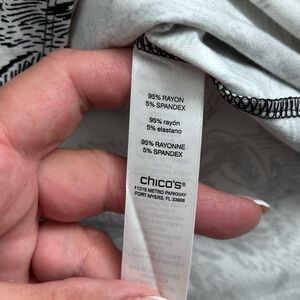 95% RAYON
5% SPANDEX
95% rayón
5% elastano
95% RAYONNE
5% SPANDEX
chico's®
11215 METRO PARKWAY
FORT MYERS, FL 33966